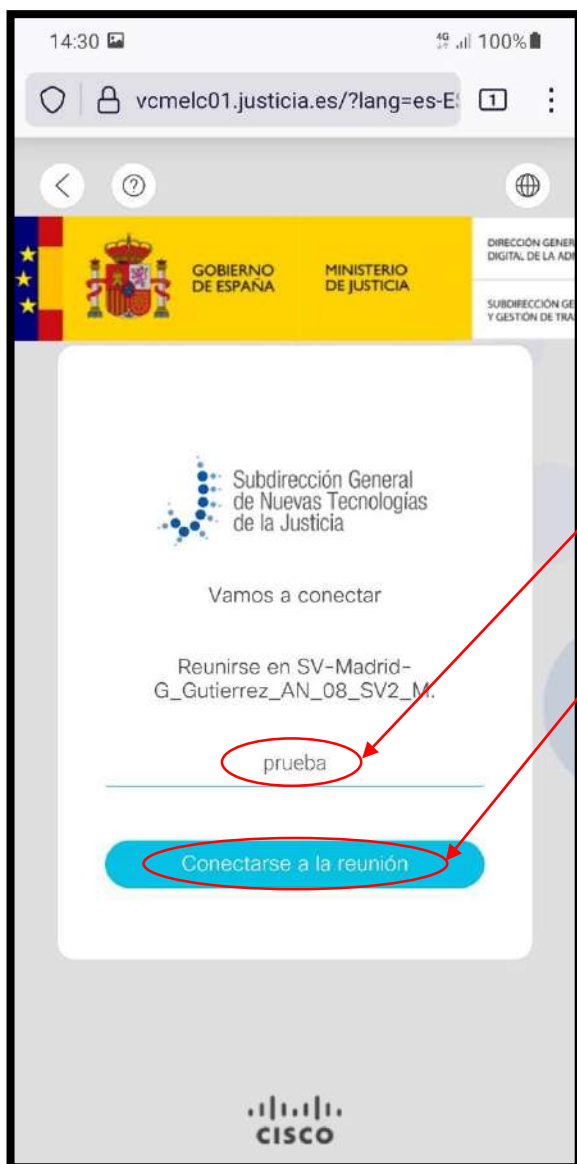 14:30
4G 100%
vcmelc01.justicia.es/?lang=es-E
1
GOBIERNO
DE ESPAÑA
MINISTERIO
DE JUSTICIA
DIRECCIÓN GENER
DIGITAL DE LA ADM
SUBDIRECCIÓN GE
Y GESTIÓN DE TRA
Subdirección General
de Nuevas Tecnologías
de la Justicia
Vamos a conectar
Reunirse en SV-Madrid-
G_Gutierrez_AN_08_SV2_M.
prueba
Conectarse a la reunión
CISCO